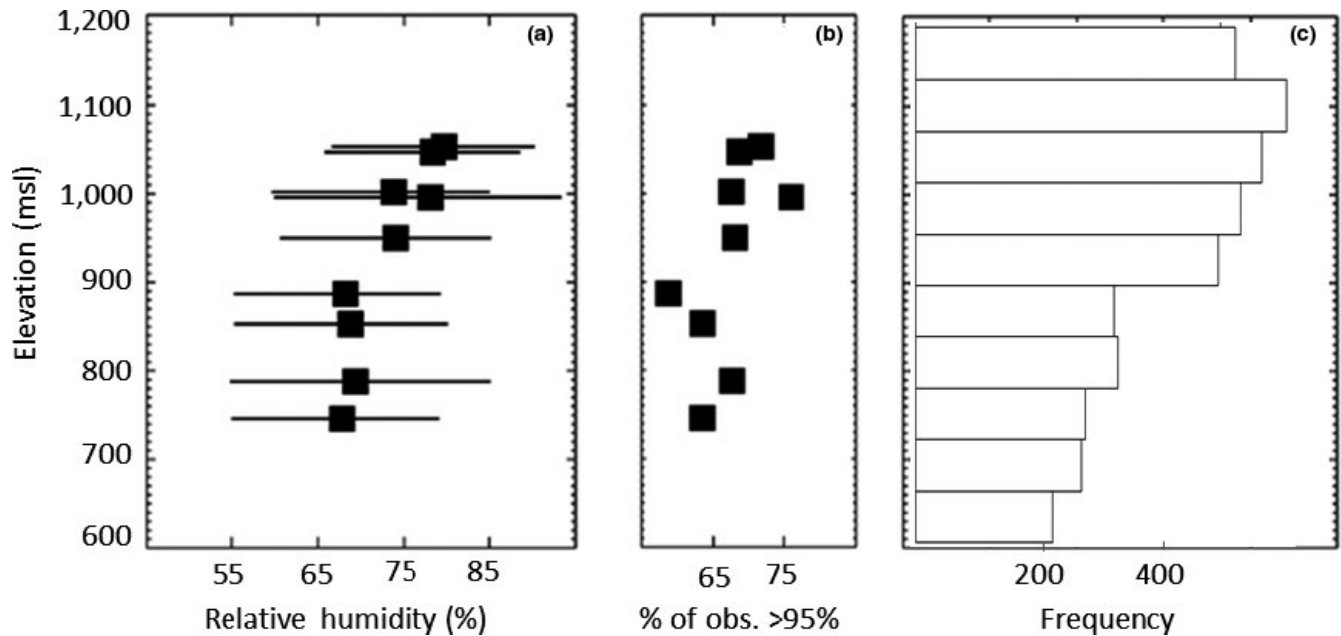 1,200
1,100
1,000
900
800
700
600
Elevation (msl)
(a)
(b)
(c)
55 65 75 85
65 75
200 400
Relative humidity (%)
% of obs. >95%
Frequency